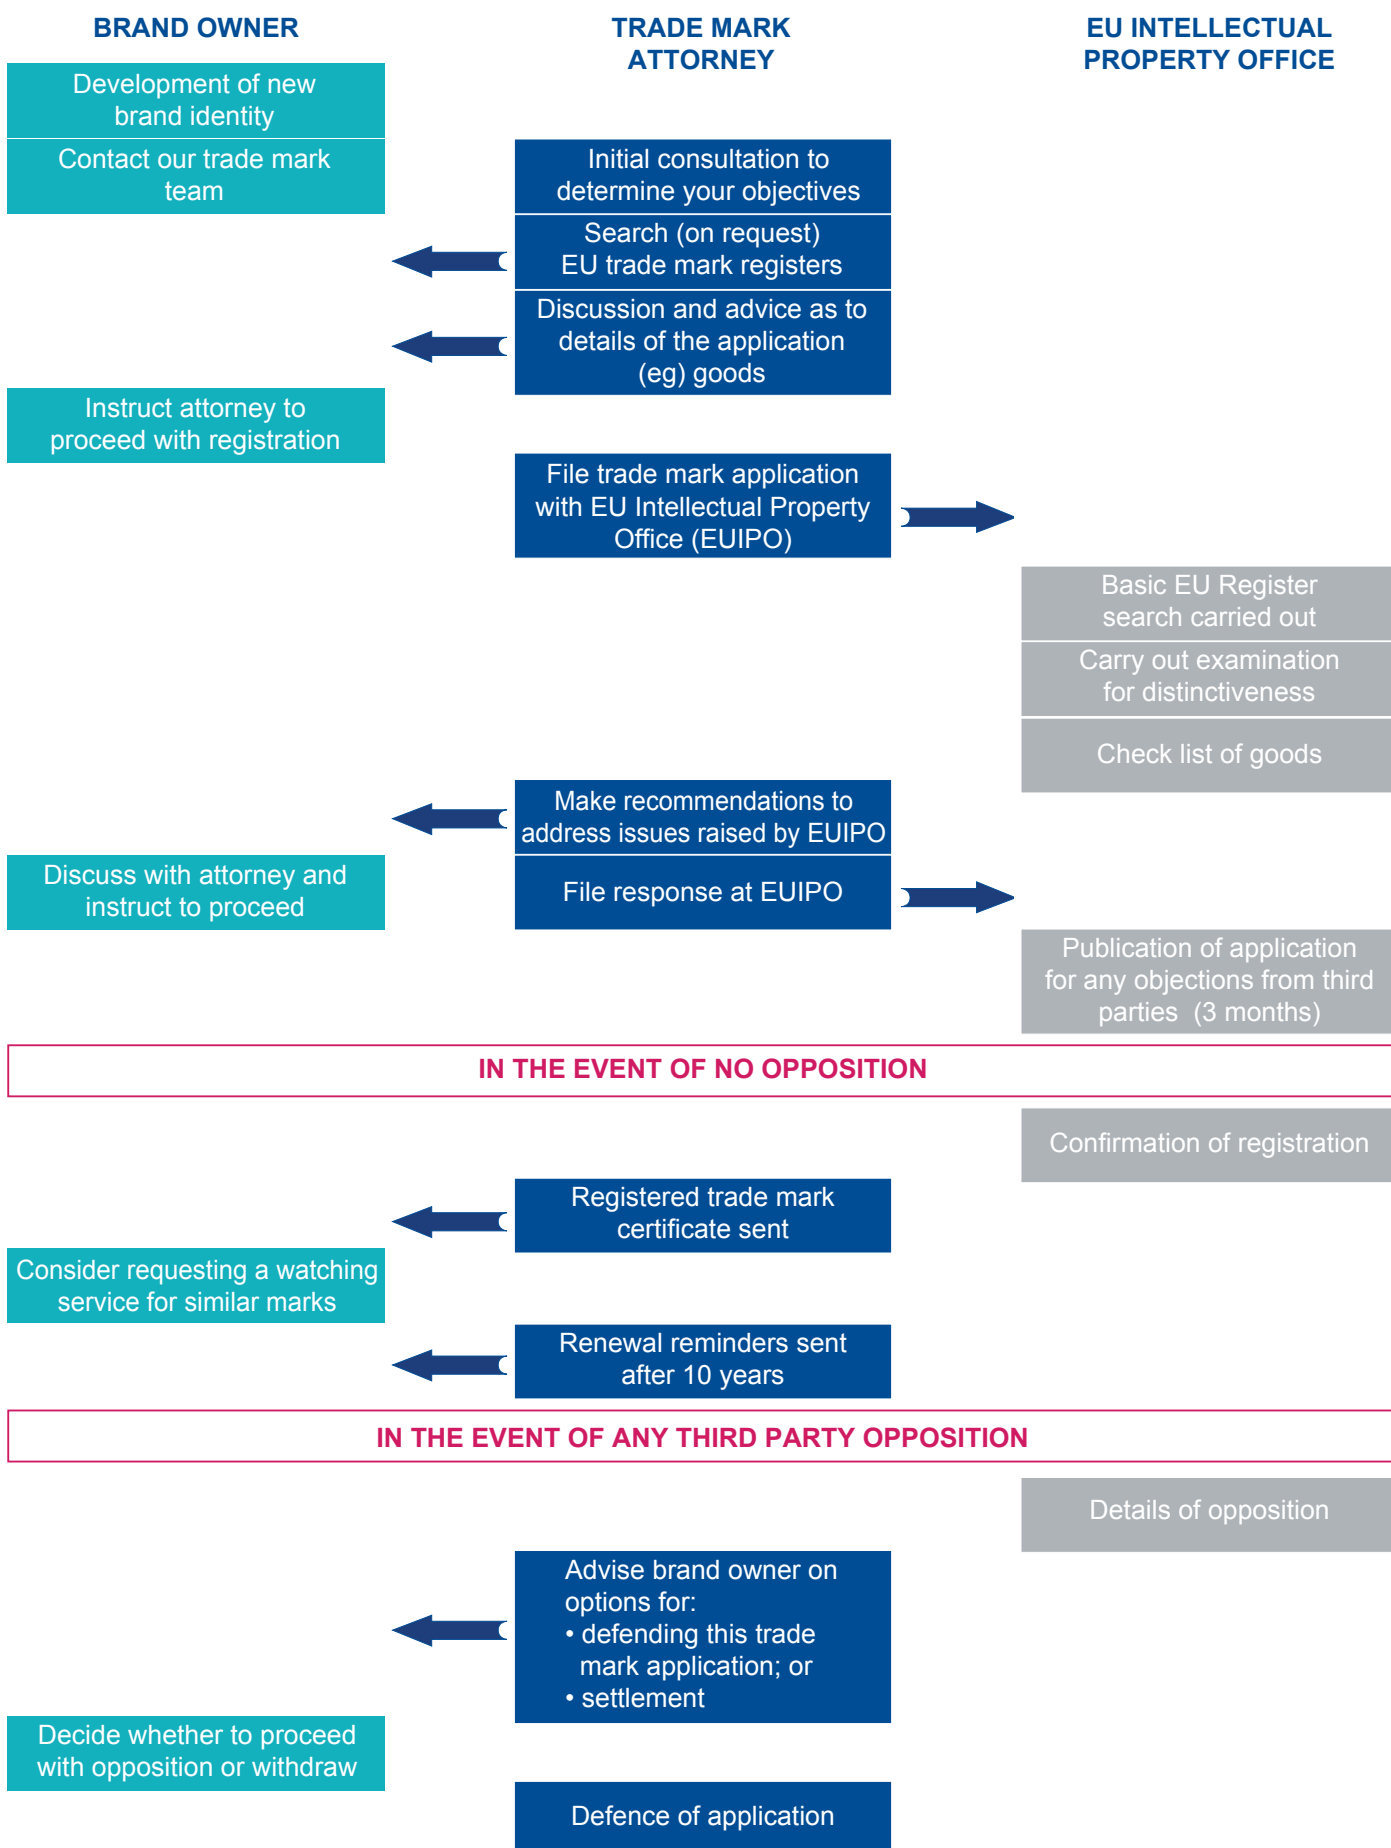 BRAND OWNER
TRADE MARK
ATTORNEY
EU INTELLECTUAL
PROPERTY OFFICE
Development of new
brand identity
Contact our trade mark
team
Initial consultation to
determine your objectives
Search (on request)
EU trade mark registers
Discussion and advice as to
details of the application
(eg) goods
Instruct attorney to
proceed with registration
File trade mark application
with EU Intellectual Property
Office (EUIPO)
Basic EU Register
search carried out
Carry out examination
for distinctiveness
Check list of goods
Make recommendations to
address issues raised by EUIPO
Discuss with attorney and
instruct to proceed
File response at EUIPO
Publication of application
for any objections from third
parties (3 months)
IN THE EVENT OF NO OPPOSITION
Confirmation of registration
Registered trade mark
certificate sent
Consider requesting a watching
service for similar marks
Renewal reminders sent
after 10 years
IN THE EVENT OF ANY THIRD PARTY OPPOSITION
Details of opposition
Advise brand owner on
options for:
• defending this trade
mark application; or
• settlement
Decide whether to proceed
with opposition or withdraw
Defence of application